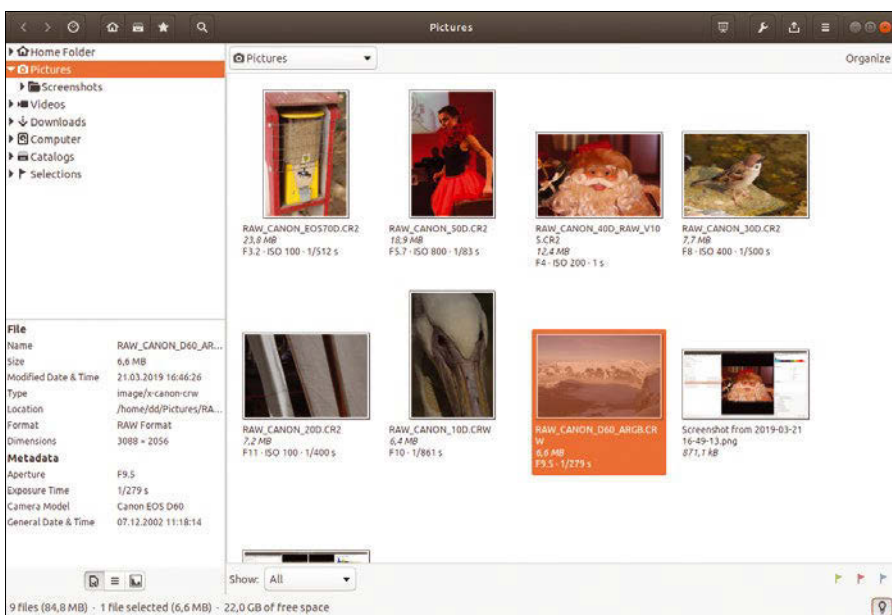 Pictures
Home Folder
Pictures
Screenshots
Videos
Downloads
Computer
Catalogs
Selections
Pictures
Organize
RAW_CANON_EOS70D.CR2
23,8 MB
F3.2 · ISO 100 · 1/512 s
RAW_CANON_50D.CR2
18,9 MB
F5.7 · ISO 800 · 1/83 s
RAW_CANON_40D_RAW_V10
5.CR2
12,4 MB
F4 · ISO 200 · 1 s
RAW_CANON_30D.CR2
7,7 MB
F8 · ISO 400 · 1/500 s
RAW_CANON_20D.CR2
7,2 MB
F11 · ISO 100 · 1/400 s
RAW_CANON_10D.CRW
6,4 MB
F10 · 1/861 s
RAW_CANON_D60_ARGB.CR
W
6,6 MB
F9.5 · 1/279 s
Screenshot from 2019-03-21
16-49-13.png
871,1 kB
File
Name RAW_CANON_D60_AR...
Size 6,6 MB
Modified Date & Time 21.03.2019 16:46:26
Type image/x-canon-crw
Location /home/dd/Pictures/RA...
Format RAW Format
Dimensions 3088 × 2056
Metadata
Aperture F9.5
Exposure Time 1/279 s
Camera Model Canon EOS D60
General Date & Time 07.12.2002 11:18:14
Show: All
9 files (84,8 MB) · 1 file selected (6,6 MB) · 22,0 GB of free space